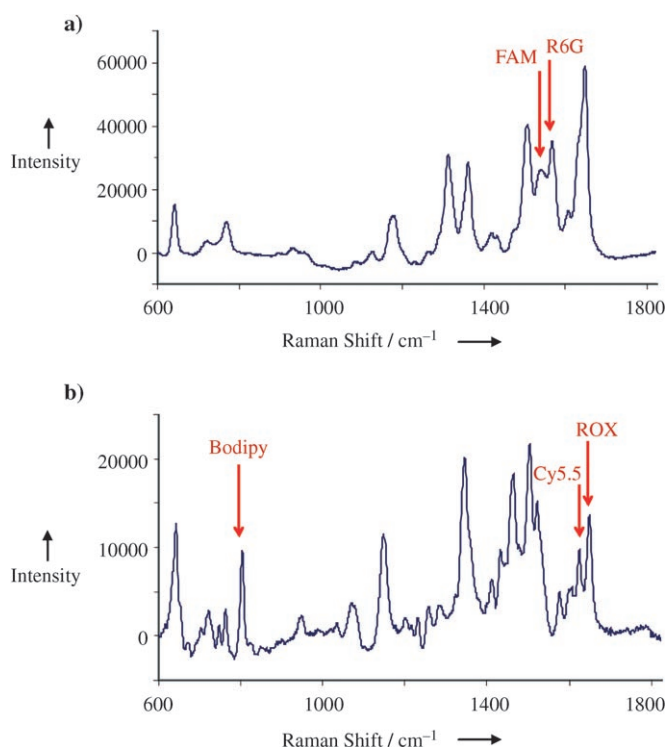 a)
R6G
FAM
60000
40000
Intensity
20000
0
600 1000 1400 1800
Raman Shift / cm⁻¹
b)
ROX
Bodipy
20000
Cy5.5
10000
Intensity
0
600 1000 1400 1800
Raman Shift / cm⁻¹